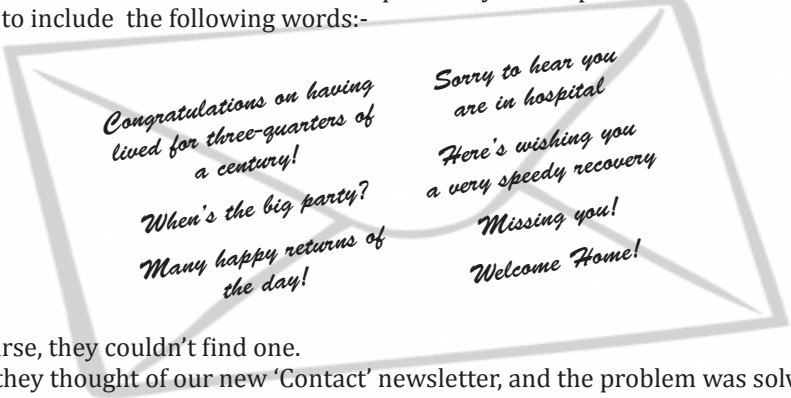 to include the following words:-
Congratulations on having
lived for three-quarters of
a century!
When's the big party?
Many happy returns of
the day!
Sorry to hear you
are in hospital
Here's wishing you
a very speedy recovery
Missing you!
Welcome Home!
they couldn't find one.
they thought of our new 'Contact' newsletter, and the problem was